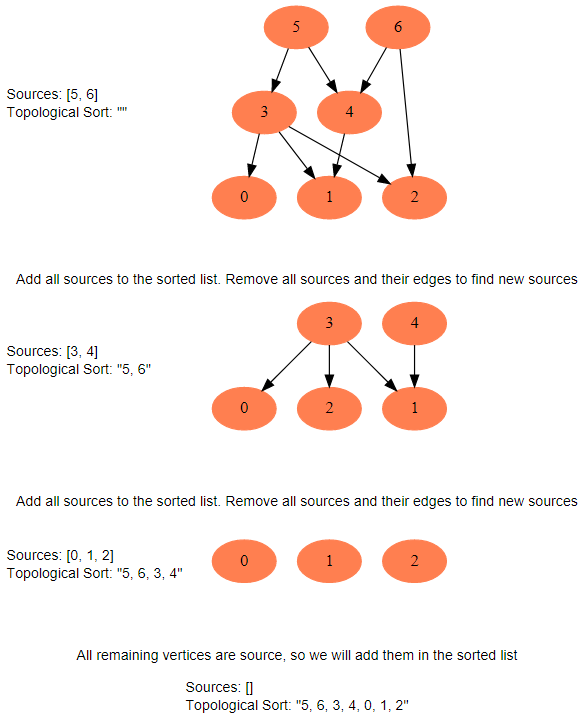 5 6
Sources: [5, 6]
Topological Sort: ""
3 4
0 1 2
Add all sources to the sorted list. Remove all sources and their edges to find new sources
3 4
Sources: [3, 4]
Topological Sort: "5, 6"
0 2 1
Add all sources to the sorted list. Remove all sources and their edges to find new sources
Sources: [0, 1, 2]
Topological Sort: "5, 6, 3, 4"
0 1 2
All remaining vertices are source, so we will add them in the sorted list
Sources: []
Topological Sort: "5, 6, 3, 4, 0, 1, 2"